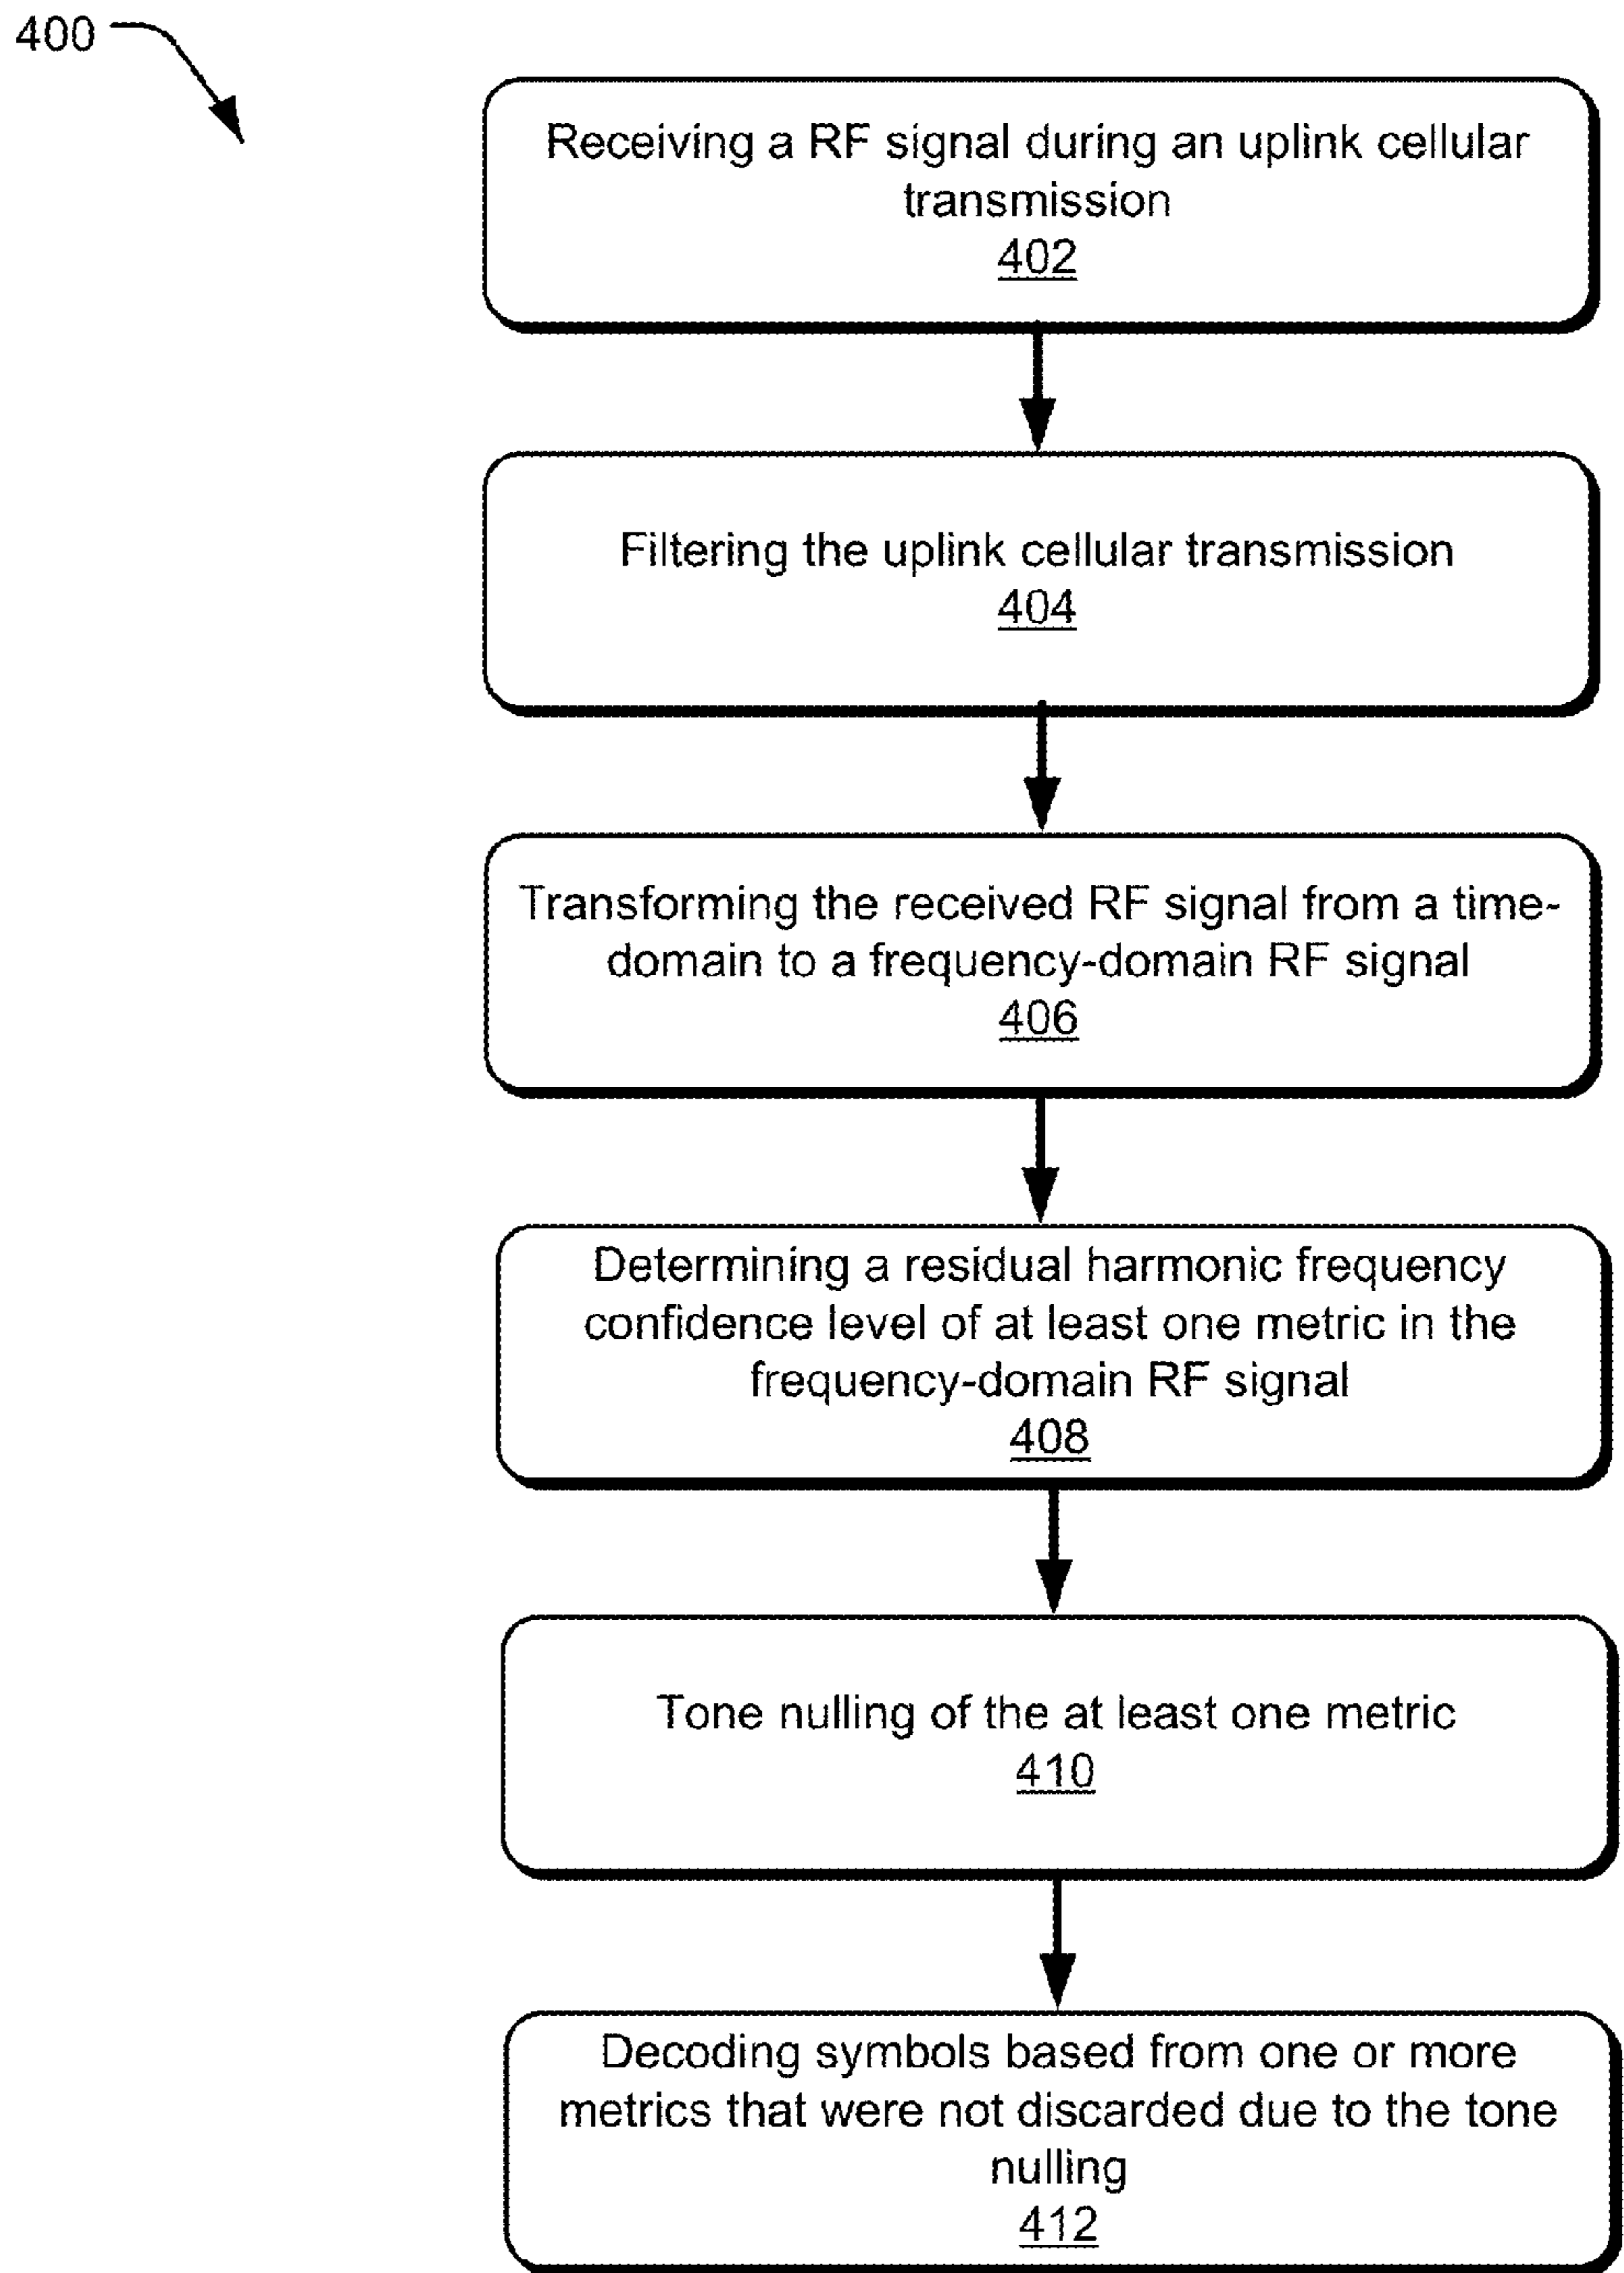 400
Receiving a RF signal during an uplink cellular
transmission
402
Filtering the uplink cellular transmission
404
Transforming the received RF signal from a time-
domain to a frequency-domain RF signal
406
Determining a residual harmonic frequency
confidence level of at least one metric in the
frequency-domain RF signal
408
Tone nulling of the at least one metric
410
Decoding symbols based from one or more
metrics that were not discarded due to the tone
nulling
412